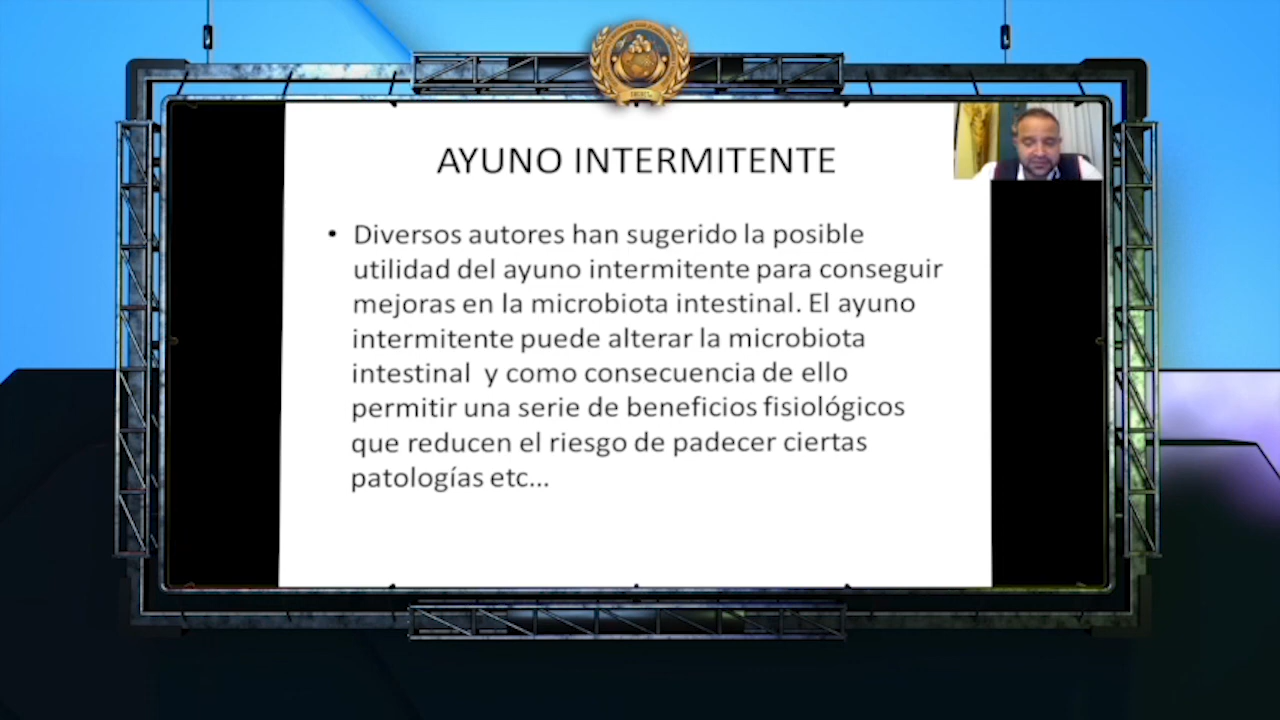 AYUNO INTERMITENTE
• Diversos autores han sugerido la posible
utilidad del ayuno intermitente para conseguir
mejoras en la microbiota intestinal. El ayuno
intermitente puede alterar la microbiota
intestinal y como consecuencia de ello
permitir una serie de beneficios fisiológicos
que reducen el riesgo de padecer ciertas
patologías etc...